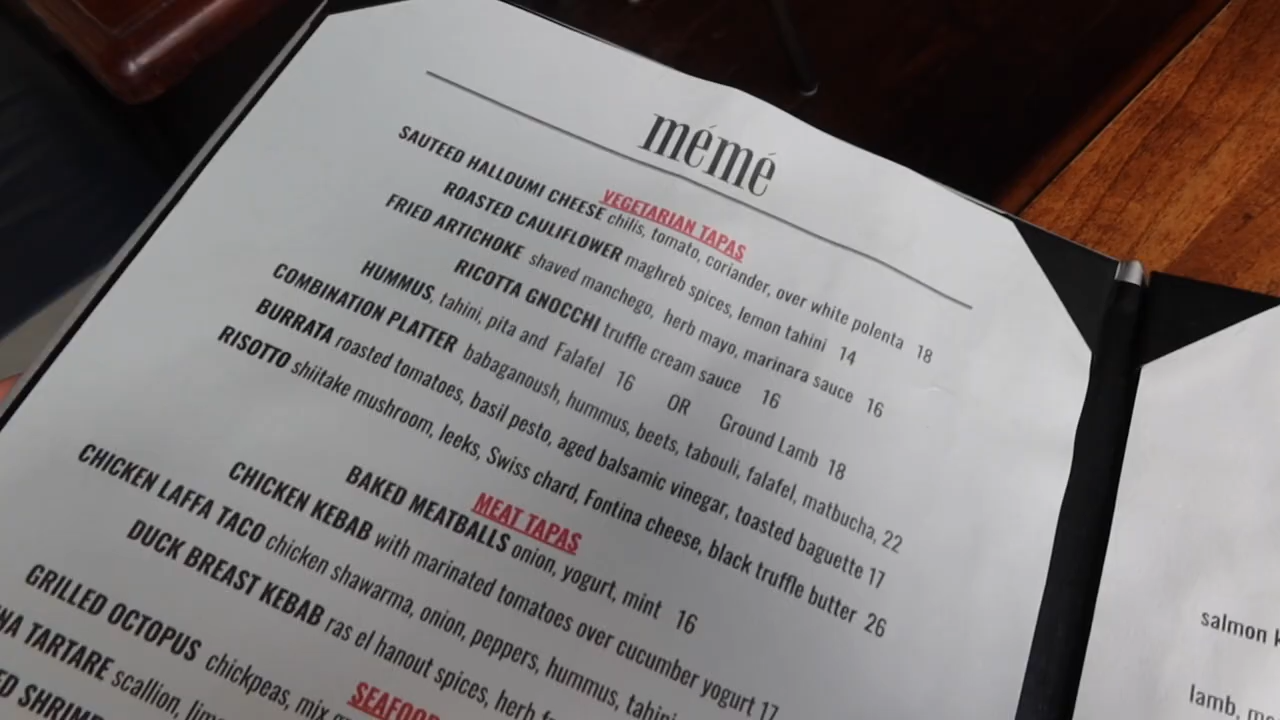 mémé
VEGETARIAN TAPAS
SAUTEED HALLOUMI CHEESE chilis, tomato, coriander, over white polenta 18
ROASTED CAULIFLOWER maghreb spices, lemon tahini 14
FRIED ARTICHOKE shaved manchego, herb mayo, marinara sauce 16
RICOTTA GNOCCHI truffle cream sauce 16
HUMMUS, tahini, pita and Falafel 16 OR Ground Lamb 18
COMBINATION PLATTER babaganoush, hummus, beets, tabouli, falafel, matbucha, 22
BURRATA roasted tomatoes, basil pesto, aged balsamic vinegar, toasted baguette 17
RISOTTO shiitake mushroom, leeks, Swiss chard, Fontina cheese, black truffle butter 26
MEAT TAPAS
BAKED MEATBALLS onion, yogurt, mint 16
CHICKEN KEBAB with marinated tomatoes over cucumber yogurt 17
CHICKEN LAFFA TACO chicken shawarma, onion, peppers, hummus, tahini
DUCK BREAST KEBAB ras el hanout spices, herb
SEAFOOD
GRILLED OCTOPUS chickpeas, mix
TARTARE scallion,
SHRIMP
salmon
lamb,